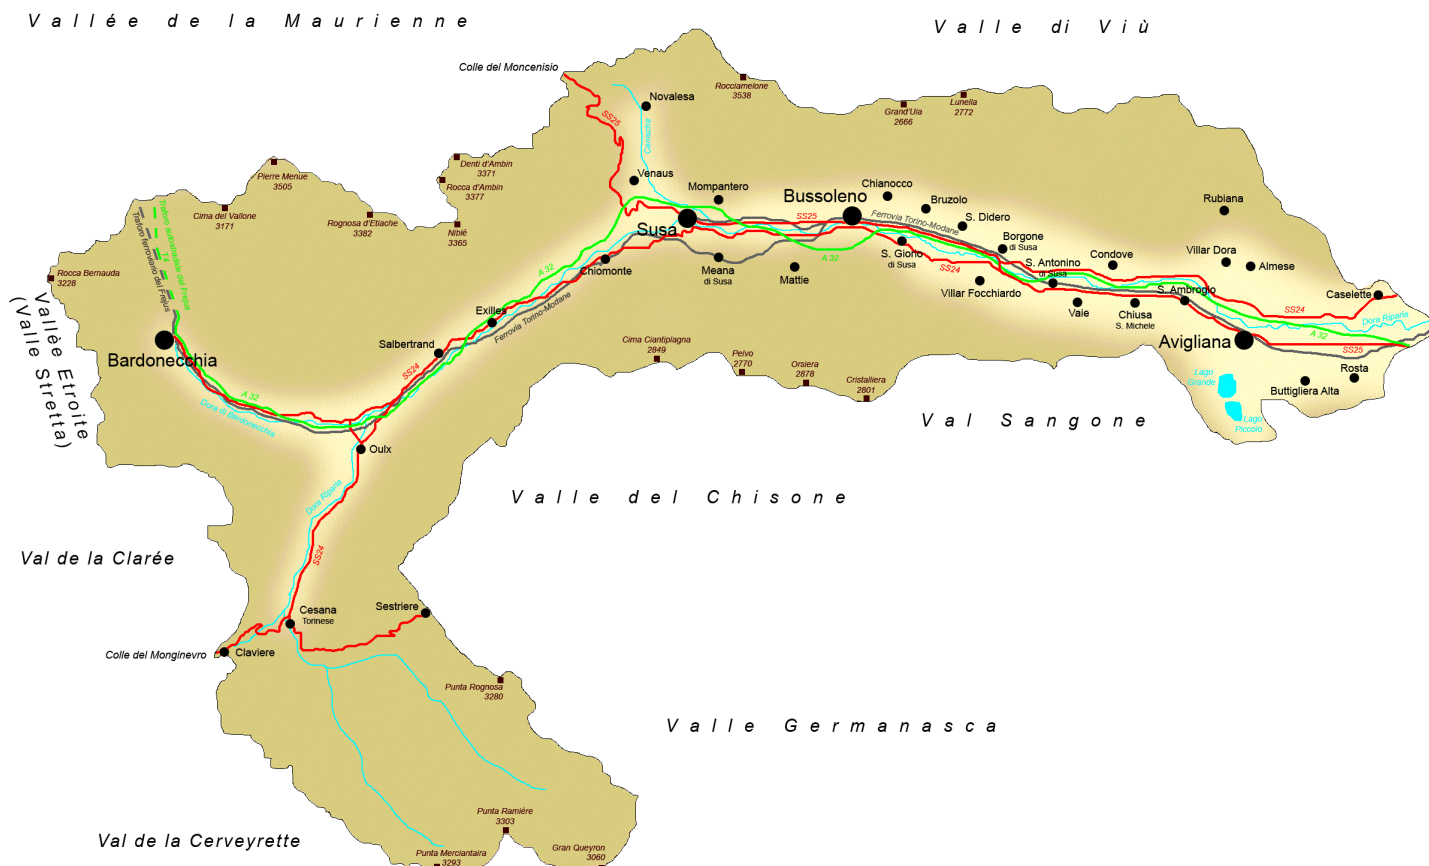 Vallée de la Maurienne
Valle di Viù
Colle del Moncenisio
Rocciamelone
3538
Grand'Uia
2666
Lunella
2772
Novalesa
SS25
Cenischa
Denti d'Ambin
3371
Rocca d'Ambin
3377
Niblè
3365
Pierre Menue
3505
Cima del Vallone
3171
Rognosa d'Etiache
3382
Venaus
Mompantero
Chianocco
Bussoleno
Bruzolo
Rubiana
Susa
SS25
Ferrovia Torino-Modane
S. Didero
Borgone
di Susa
Traforo ferroviario del Frejus
Traforo autostradale del Frejus
T4
Rocca Bernauda
3228
A 32
Chiomonte
Meana
di Susa
Mattie
A 32
S. Giorio
di Susa
SS24
Villar Focchiardo
S. Antonino
di Susa
Condove
Villar Dora
Almese
Vaie
Chiusa
S. Michele
S. Ambrogio
Caselette
SS24
Dora Riparia
A 32
SS25
Avigliana
Vallèe Etroite
(Valle Stretta)
Bardonecchia
Exilles
Ferrovia Torino-Modane
Salbertrand
SS24
Cima Ciantiplagna
2849
Pelvo
2770
Orsiera
2878
Cristalliera
2801
Lago
Grande
Lago
Piccolo
Buttigliera Alta
Rosta
A 32
Dora di Bardonecchia
Oulx
Val Sangone
Valle del Chisone
Dora Riparia
SS24
Val de la Clarée
Cesana
Torinese
Sestriere
Colle del Monginevro
Claviere
Punta Rognosa
3280
Valle Germanasca
Punta Ramière
3303
Val de la Cerveyrette
Punta Merciantaira
3293
Gran Queyron
3060